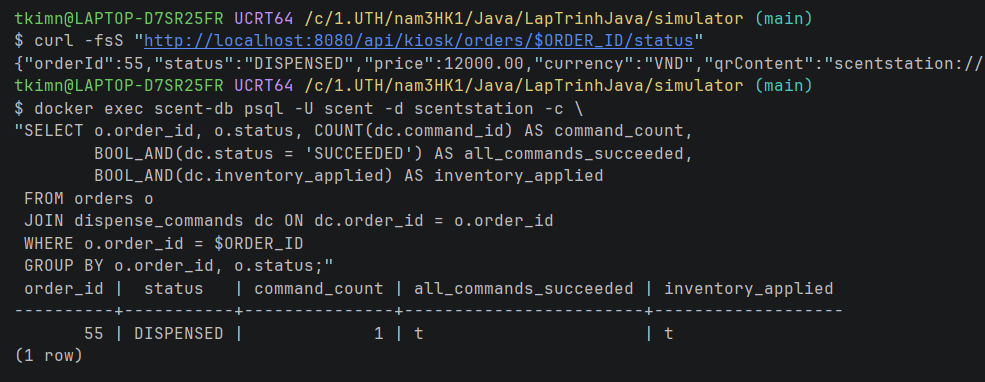 tkimn@LAPTOP-D7SR25FR UCRT64 /c/1.UTH/nam3HK1/Java/LapTrinhJava/simulator (main)
$ curl -fsS "http://localhost:8080/api/kiosk/orders/$ORDER_ID/status"
{"orderId":55,"status":"DISPENSED","price":12000.00,"currency":"VND","qrContent":"scentstation://
tkimn@LAPTOP-D7SR25FR UCRT64 /c/1.UTH/nam3HK1/Java/LapTrinhJava/simulator (main)
$ docker exec scent-db psql -U scent -d scentstation -c \
"SELECT o.order_id, o.status, COUNT(dc.command_id) AS command_count,
        BOOL_AND(dc.status = 'SUCCEEDED') AS all_commands_succeeded,
        BOOL_AND(dc.inventory_applied) AS inventory_applied
 FROM orders o
 JOIN dispense_commands dc ON dc.order_id = o.order_id
 WHERE o.order_id = $ORDER_ID
 GROUP BY o.order_id, o.status;"
 order_id |  status   | command_count | all_commands_succeeded | inventory_applied
----------+-----------+---------------+------------------------+-------------------
       55 | DISPENSED |             1 | t                      | t
(1 row)